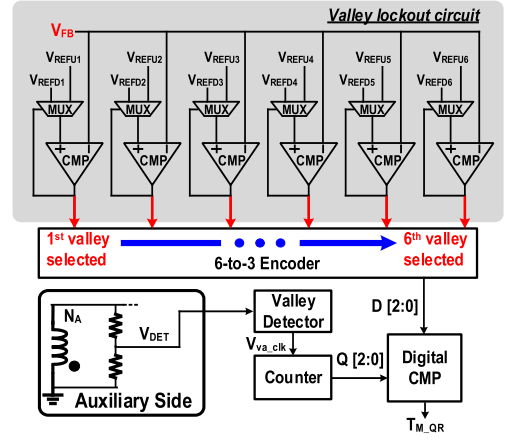 Valley lockout circuit
VFB
VREFU1 VREFU2 VREFU3 VREFU4 VREFU5 VREFU6
VREFD1 VREFD2 VREFD3 VREFD4 VREFD5 VREFD6
MUX MUX MUX MUX MUX MUX
+ + + + + +
CMP CMP CMP CMP CMP CMP
1st valley selected
6th valley selected
6-to-3 Encoder
NA
VDET
Auxiliary Side
Valley Detector
Vva_clk
Counter
Q [2:0]
D [2:0]
Digital CMP
TM_QR